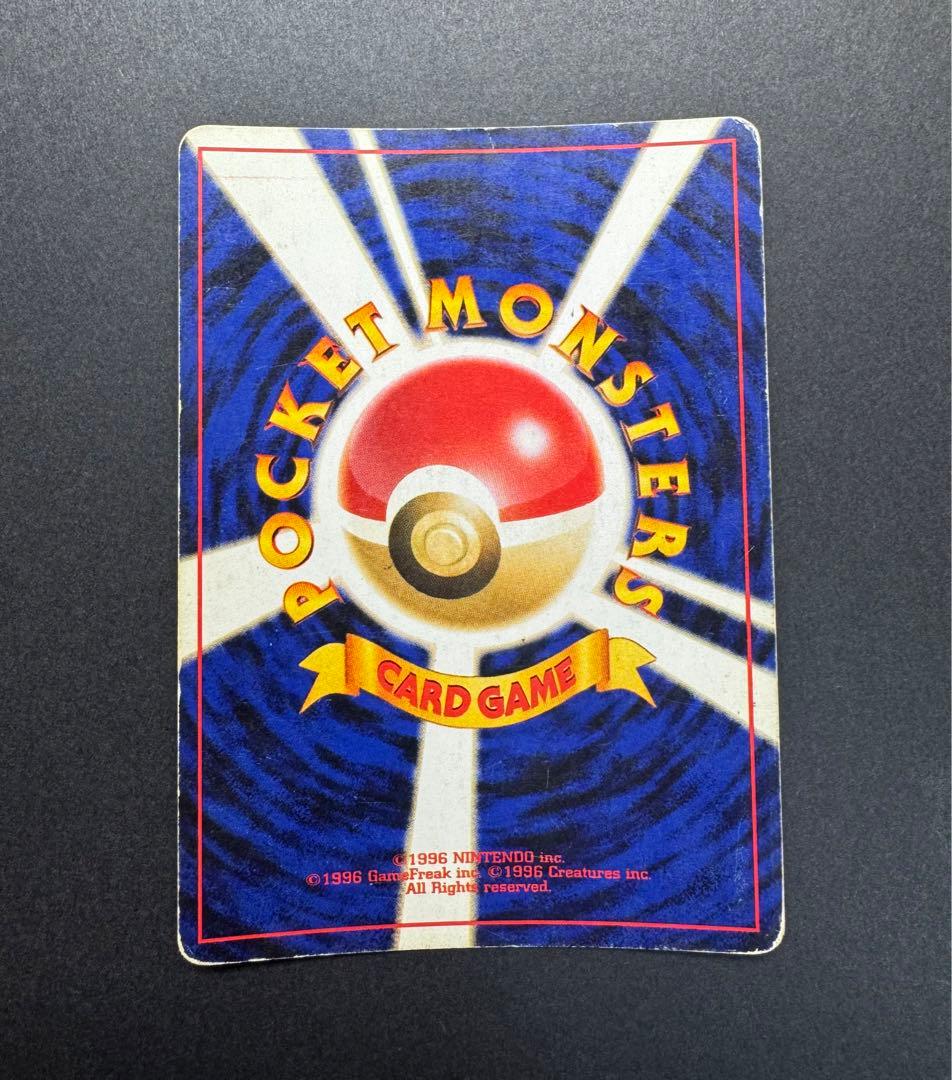 POCKET MONSTERS
CARD GAME
©1996 NINTENDO inc.
©1996 GameFreak inc. ©1996 Creatures inc.
All Rights reserved.